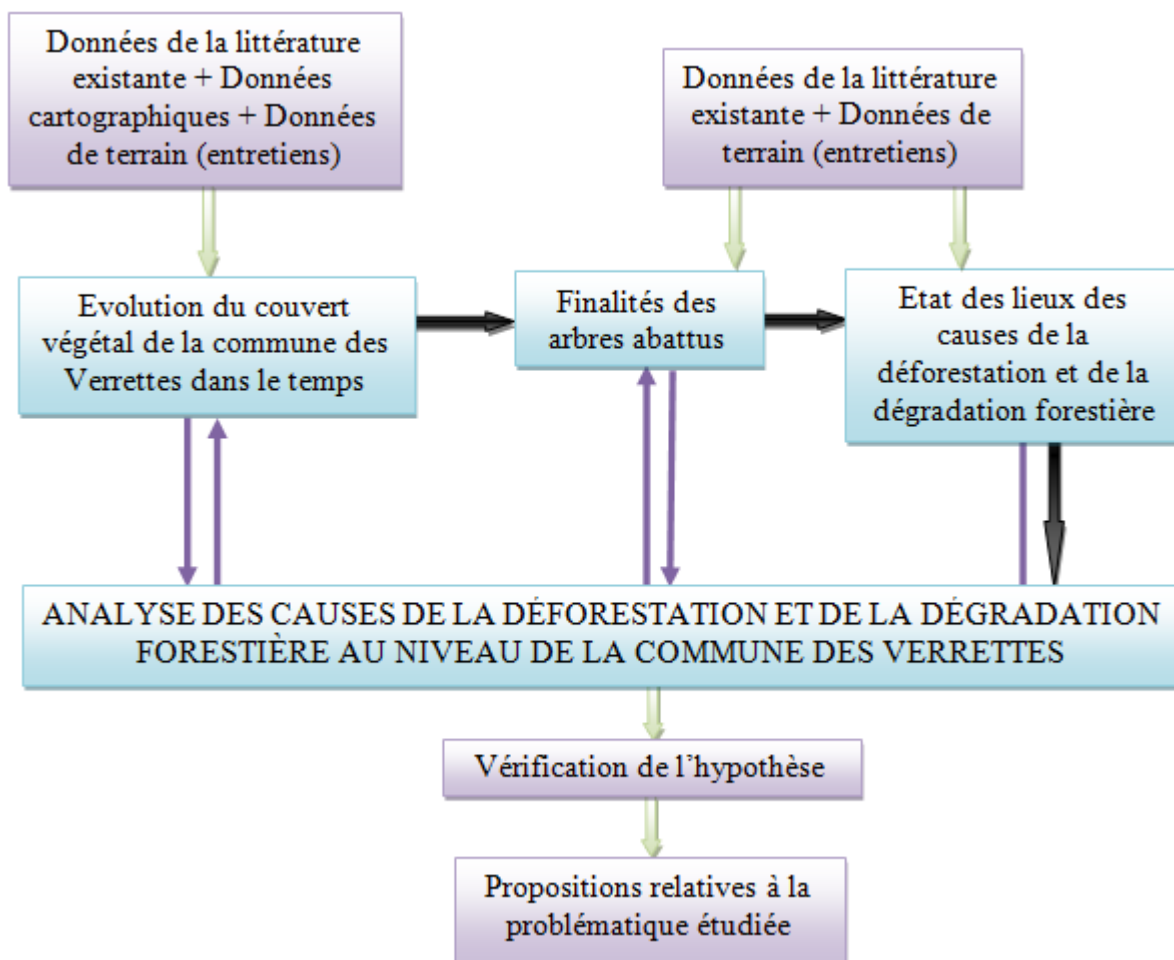 Données de la littérature
existante + Données
cartographiques + Données
de terrain (entretiens)
Données de la littérature
existante + Données de
terrain (entretiens)
Evolution du couvert
végétal de la commune des
Verrettes dans le temps
Finalités des
arbres abattus
Etat des lieux des
causes de la
déforestation et de la
dégradation forestière
ANALYSE DES CAUSES DE LA DÉFORESTATION ET DE LA DÉGRADATION
FORESTIÈRE AU NIVEAU DE LA COMMUNE DES VERRETTES
Vérification de l’hypothèse
Propositions relatives à la
problématique étudiée